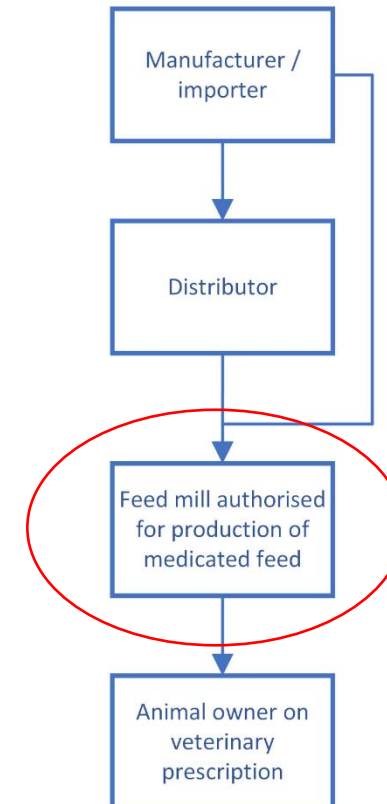 Manufacturer /
importer
Distributor
Feed mill authorised
for production of
medicated feed
Animal owner on
veterinary
prescription